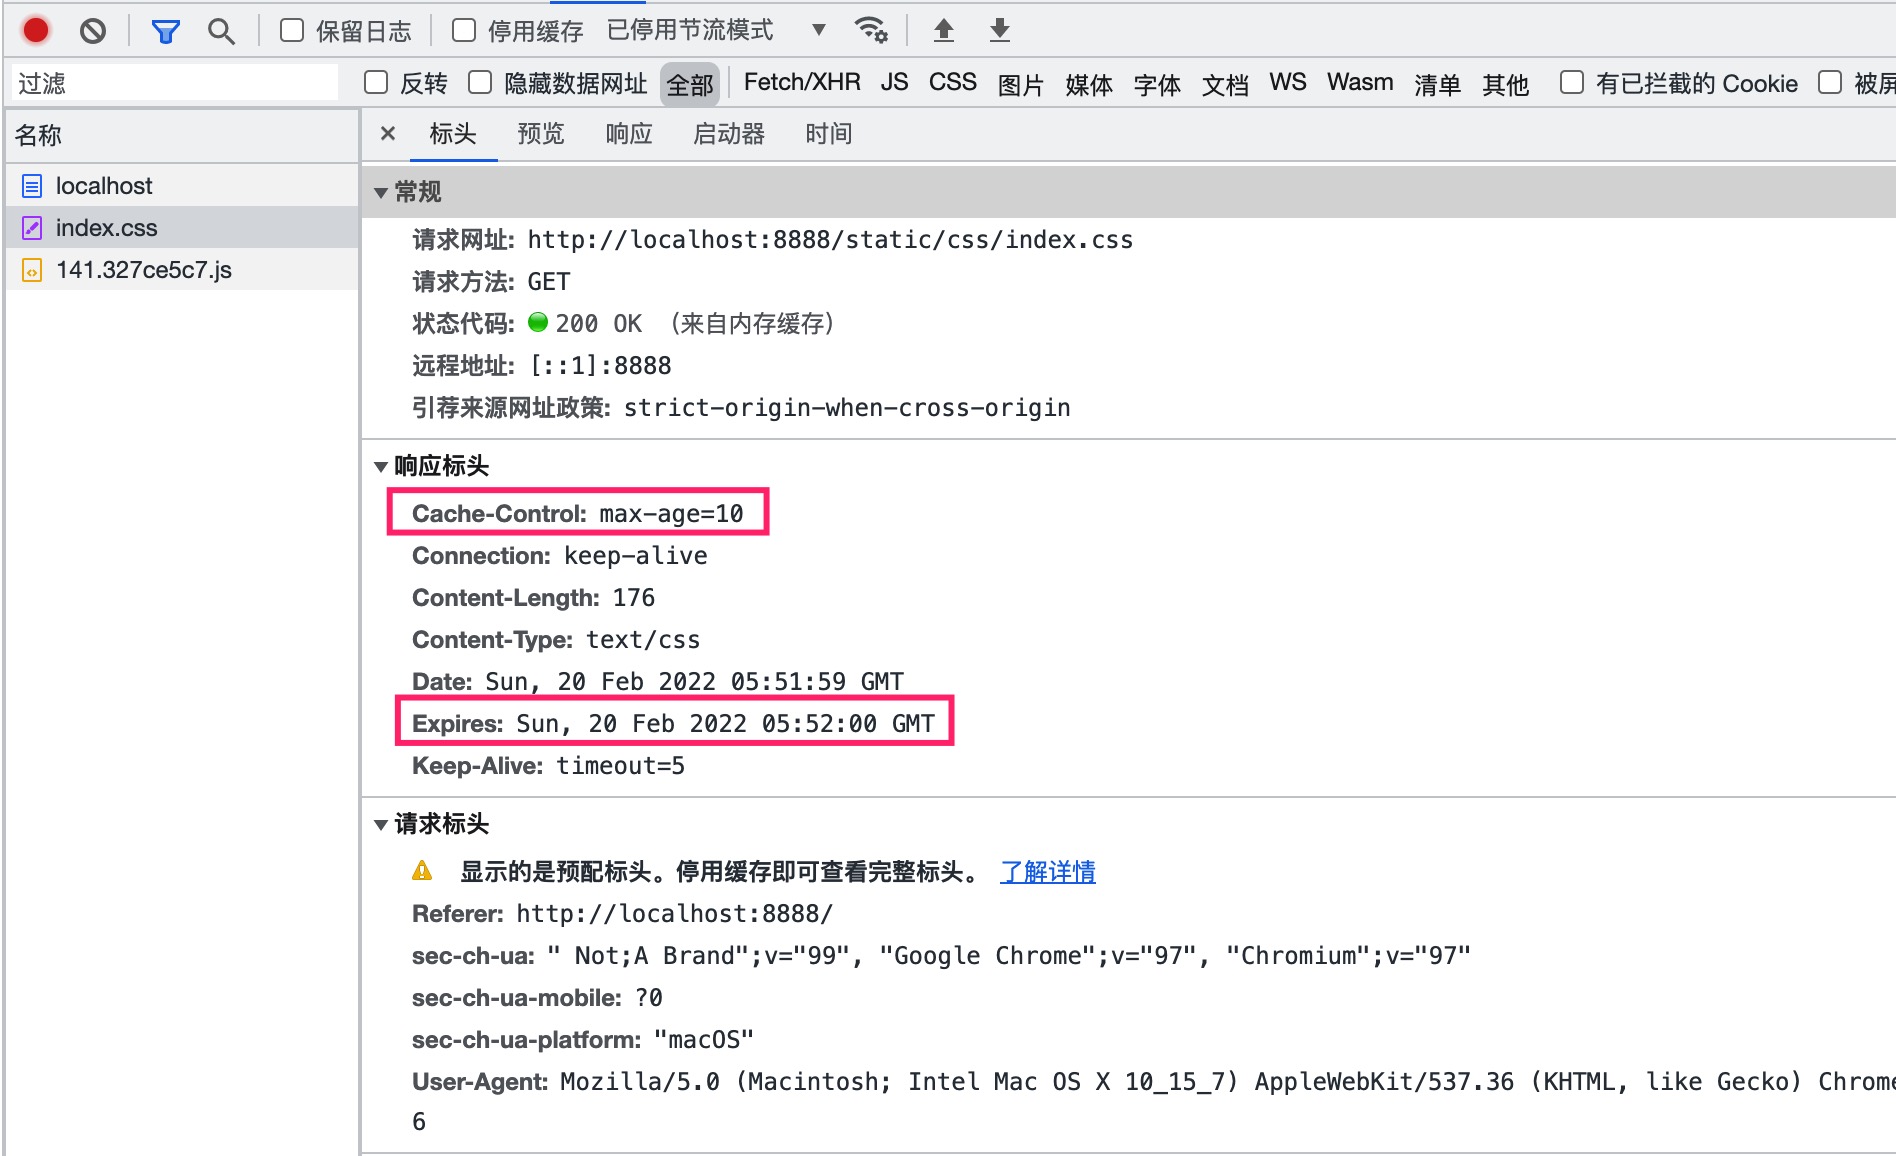 保留日志 停用缓存 已停用节流模式
过滤 反转 隐藏数据网址 全部 Fetch/XHR JS CSS 图片 媒体 字体 文档 WS Wasm 清单 其他 有已拦截的 Cookie 被屏
名称
标头 预览 响应 启动器 时间
localhost
index.css
141.327ce5c7.js
常规
请求网址: http://localhost:8888/static/css/index.css
请求方法: GET
状态代码: 200 OK （来自内存缓存）
远程地址: [::1]:8888
引荐来源网址政策: strict-origin-when-cross-origin
响应标头
Cache-Control: max-age=10
Connection: keep-alive
Content-Length: 176
Content-Type: text/css
Date: Sun, 20 Feb 2022 05:51:59 GMT
Expires: Sun, 20 Feb 2022 05:52:00 GMT
Keep-Alive: timeout=5
请求标头
显示的是预配标头。停用缓存即可查看完整标头。 了解详情
Referer: http://localhost:8888/
sec-ch-ua: " Not;A Brand";v="99", "Google Chrome";v="97", "Chromium";v="97"
sec-ch-ua-mobile: ?0
sec-ch-ua-platform: "macOS"
User-Agent: Mozilla/5.0 (Macintosh; Intel Mac OS X 10_15_7) AppleWebKit/537.36 (KHTML, like Gecko) Chrome
6